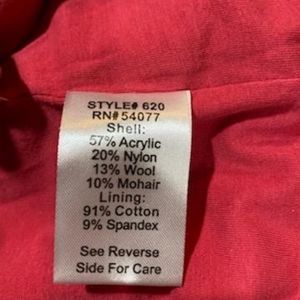 STYLE# 620
RN# 54077
Shell:
57% Acrylic
20% Nylon
13% Wool
10% Mohair
Lining:
91% Cotton
9% Spandex
See Reverse
Side For Care